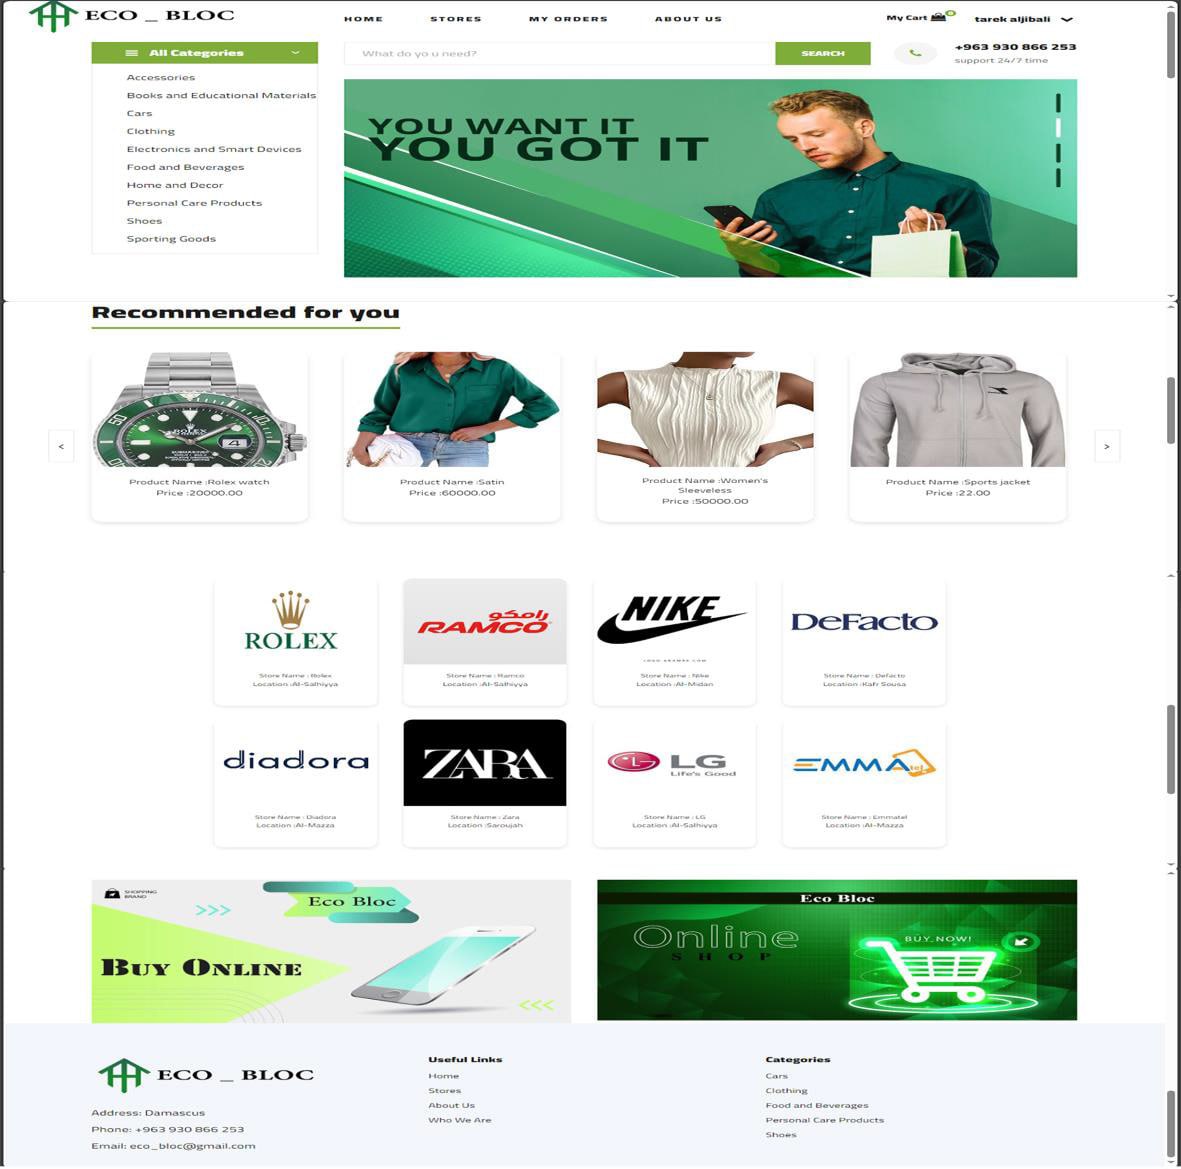 ECO _ BLOC
HOME STORES MY ORDERS ABOUT US
My Cart 0 tarek aljibali
All Categories
What do yo u need? SEARCH
+963 930 866 253
support 24/7 time
Accessories
Books and Educational Materials
Cars
Clothing
Electronics and Smart Devices
Food and Beverages
Home and Decor
Personal Care Products
Shoes
Sporting Goods
YOU WANT IT
YOU GOT IT
Recommended for you
<
ROLEX
SUBMARINER
50
10
4
Product Name :Rolex watch
Price :20000.00
Product Name :Satin
Price :60000.00
Product Name :Women's
Sleeveless
Price :50000.00
Product Name :Sports jacket
Price :22.00
>
ROLEX
Store Name : Rolex
Location :Al-Salhiyya
رامكو
RAMCO
Store Name : Ramco
Location :Al-Salhiyya
NIKE
Store Name : Nike
Location :Al-Midan
DeFacto
Store Name : Defacto
Location :Kafr Sousa
diadora
Store Name : Diadora
Location :Al-Mazza
ZARA
Store Name : Zara
Location :Saroujah
LG
Life's Good
Store Name : LG
Location :Al-Salhiyya
EMMAtel
Store Name : Emmatel
Location :Al-Mazza
SHOPPING
BRAND
Eco Bloc
BUY ONLINE
Eco Bloc
Online
SHOP
BUY NOW!
ECO _ BLOC
Address: Damascus
Phone: +963 930 866 253
Email: eco_bloc@gmail.com
Useful Links
Home
Stores
About Us
Who We Are
Categories
Cars
Clothing
Food and Beverages
Personal Care Products
Shoes